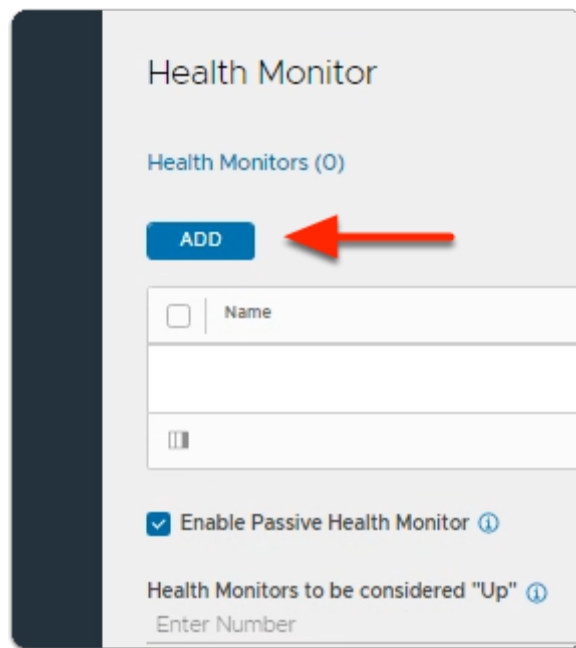 Health Monitor
Health Monitors (0)
ADD
Name
Enable Passive Health Monitor
Health Monitors to be considered "Up"
Enter Number